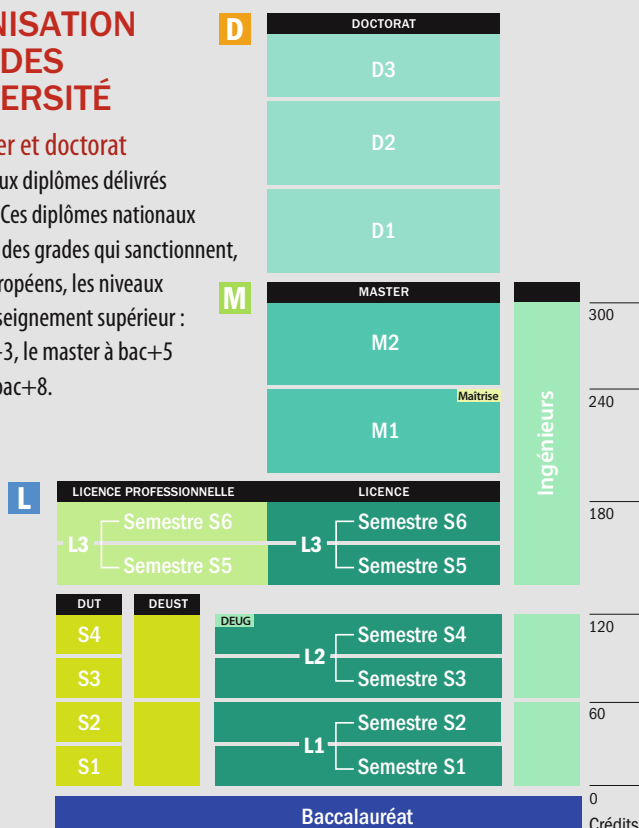 NISATION
DES
ERSITÉ
er et doctorat
ux diplômes délivrés
Ces diplômes nationaux
des grades qui sanctionnent,
ropéens, les niveaux
seignement supérieur :
-3, le master à bac+5
bac+8.
D
DOCTORAT
D3
D2
D1
M
MASTER
M2
Maîtrise
M1
Ingénieurs
300
240
180
120
60
0
Crédits
L
LICENCE PROFESSIONNELLE
LICENCE
L3
Semestre S6
Semestre S5
L3
Semestre S6
Semestre S5
DUT
DEUST
S4
S3
S2
S1
DEUG
L2
Semestre S4
Semestre S3
L1
Semestre S2
Semestre S1
Baccalauréat